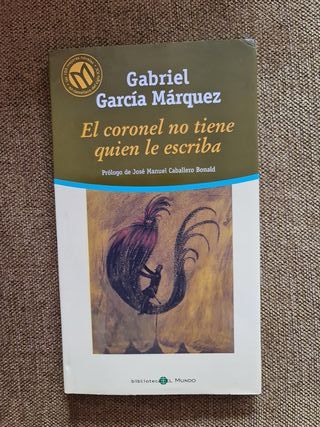 Gabriel
García Márquez
El coronel no tiene
quien le escriba
Prólogo de José Manuel Caballero Bonald
biblioteca EL MUNDO